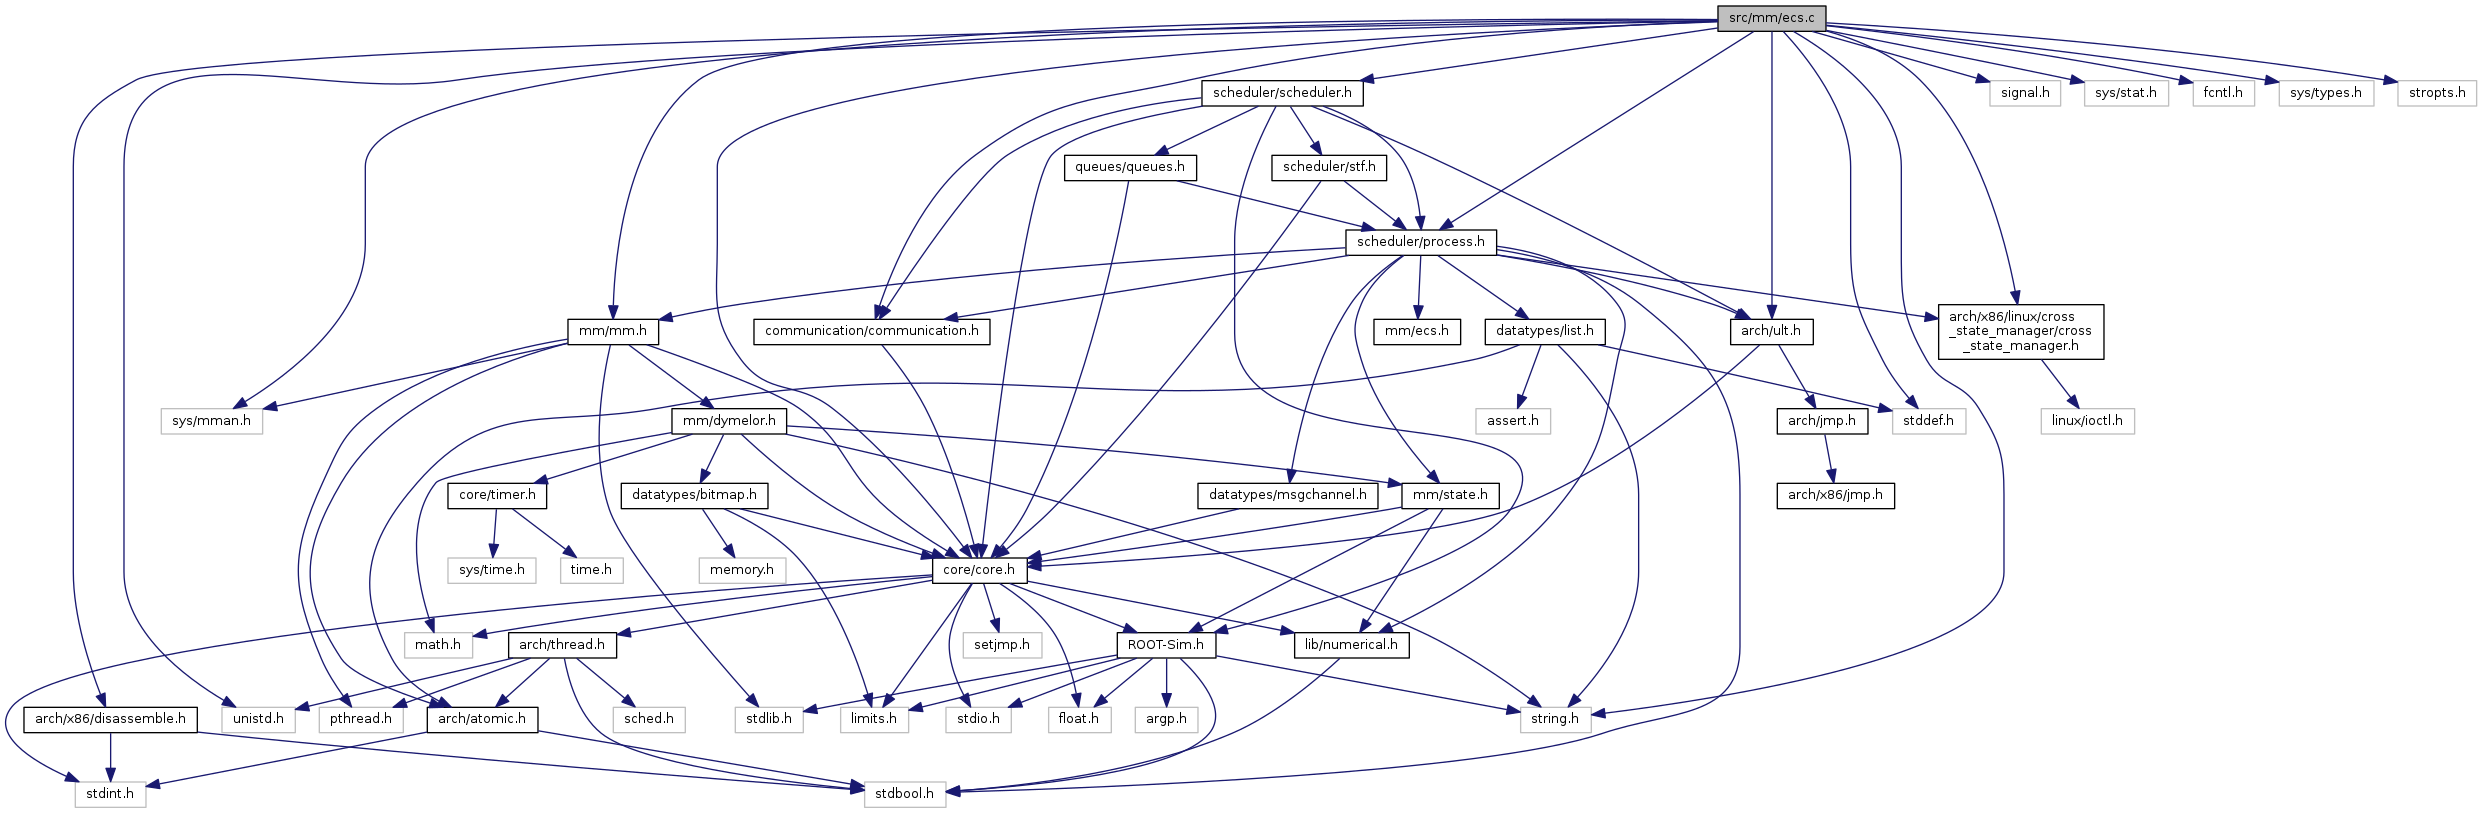 src/mm/ecs.c
scheduler/scheduler.h
signal.h
sys/stat.h
fcntl.h
sys/types.h
stropts.h
queues/queues.h
scheduler/stf.h
scheduler/process.h
mm/mm.h
communication/communication.h
mm/ecs.h
datatypes/list.h
arch/ult.h
arch/x86/linux/cross
_state_manager/cross
_state_manager.h
sys/mman.h
mm/dymelor.h
assert.h
arch/jmp.h
stddef.h
linux/ioctl.h
core/timer.h
datatypes/bitmap.h
datatypes/msgchannel.h
mm/state.h
arch/x86/jmp.h
sys/time.h
time.h
memory.h
core/core.h
math.h
arch/thread.h
setjmp.h
ROOT-Sim.h
lib/numerical.h
arch/x86/disassemble.h
unistd.h
pthread.h
arch/atomic.h
sched.h
stdlib.h
limits.h
stdio.h
float.h
argp.h
string.h
stdint.h
stdbool.h